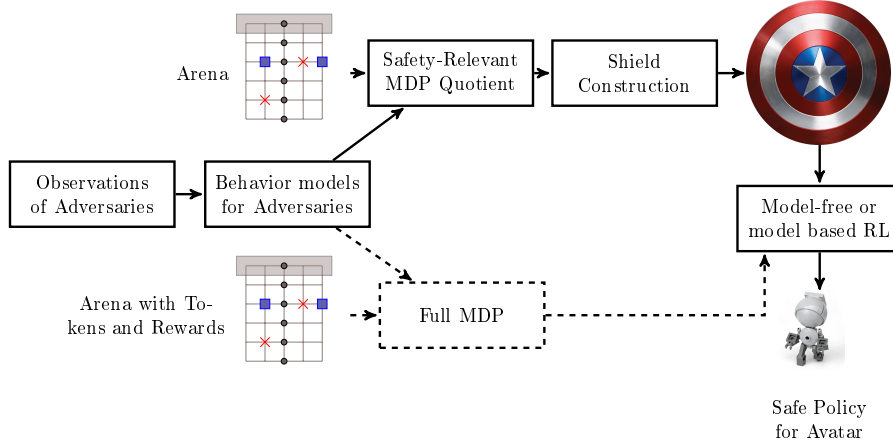 Arena
Safety-Relevant
MDP Quotient
Shield
Construction
Observations
of Adversaries
Behavior models
for Adversaries
Model-free or
model based RL
Arena with To-
kens and Rewards
Full MDP
Safe Policy
for Avatar